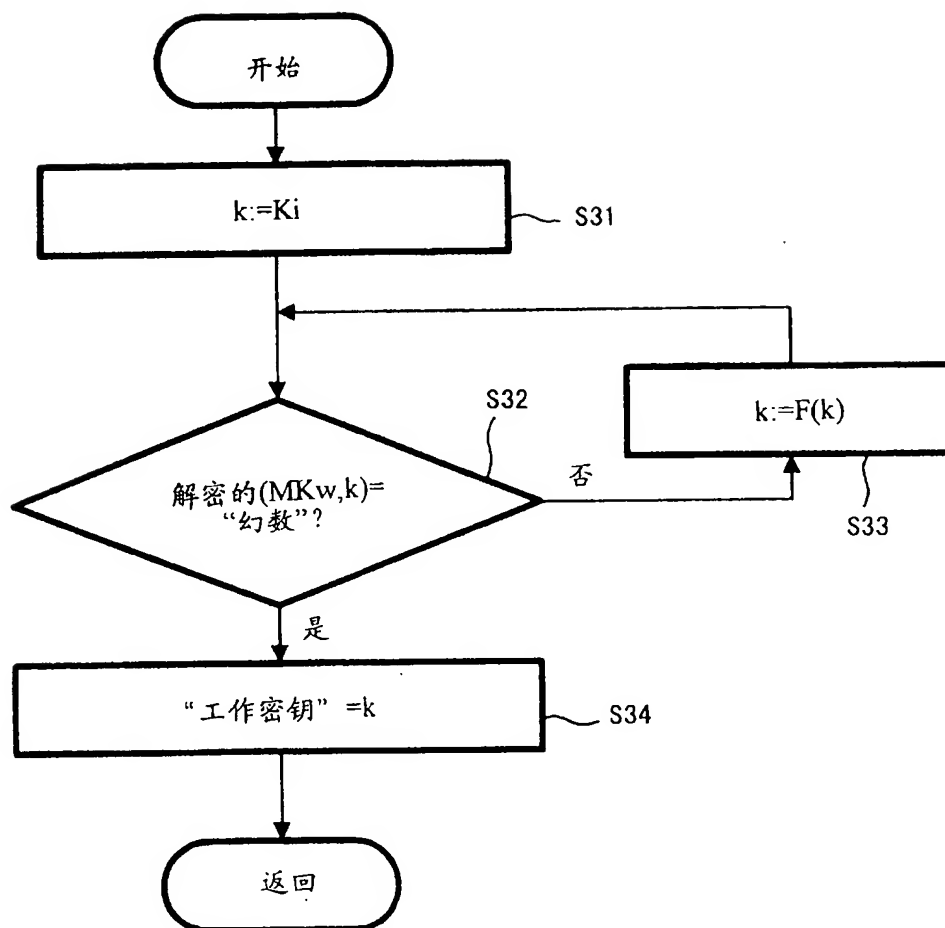 开始
k:=Ki
S31
S32
k:=F(k)
S33
解密的(MKw,k)=
“幻数”?
否
是
“工作密钥”=k
S34
返回